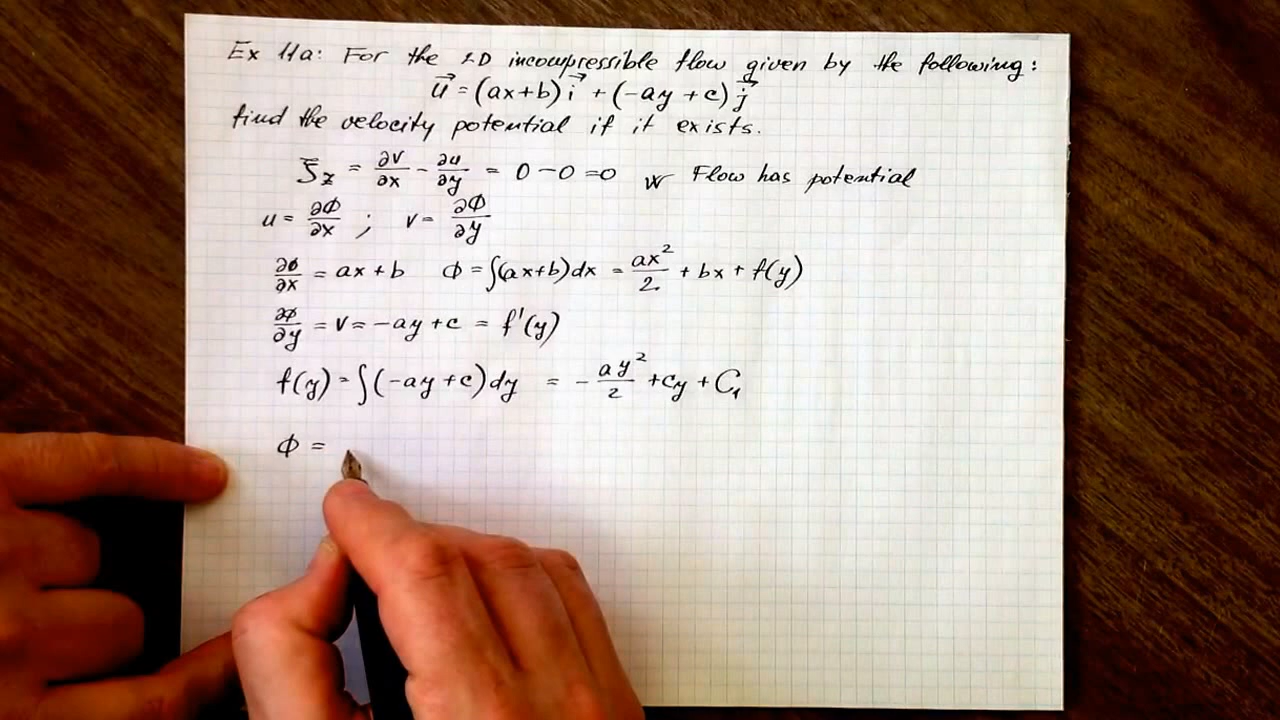 Ex 11a: For the 2D incompressible flow given by the following:
u⃗ = (ax+b) i⃗ + (-ay + c) j⃗
find the velocity potential if it exists.
ζz = ∂v/∂x - ∂u/∂y = 0 - 0 = 0 Flow has potential
u = ∂Φ/∂x ; v = ∂Φ/∂y
∂Φ/∂x = ax + b Φ = ∫(ax+b)dx = ax²/2 + bx + f(y)
∂Φ/∂y = v = -ay + c = f'(y)
f(y) = ∫(-ay + c)dy = - ay²/2 + cy + C₁
Φ =